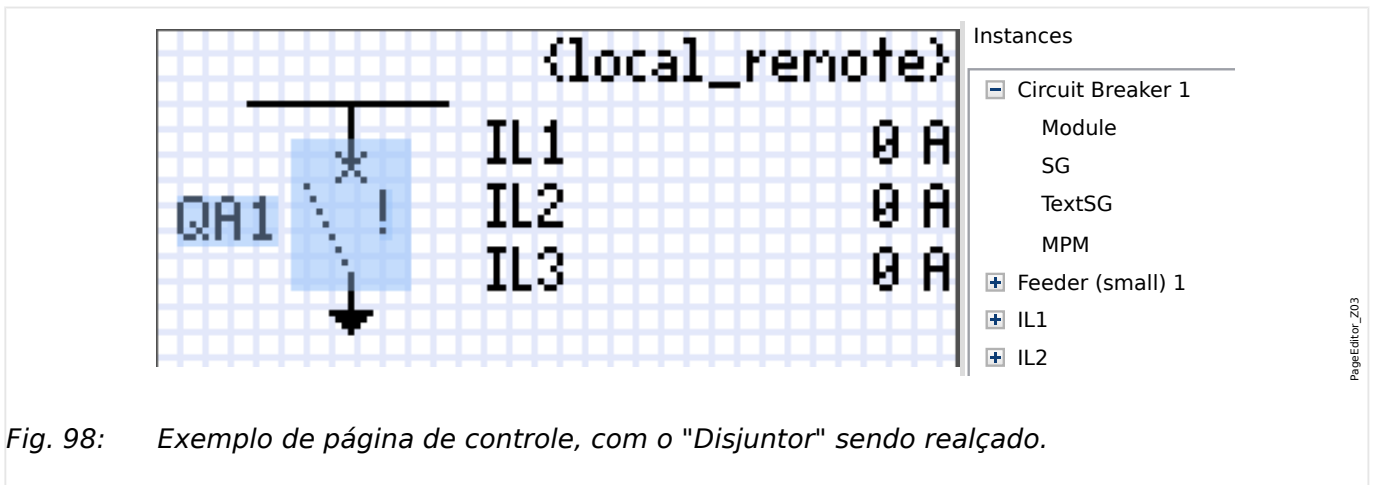 {local_remote}
IL1 0 A
QA1 ! IL2 0 A
IL3 0 A
Instances
Circuit Breaker 1
Module
SG
TextSG
MPM
Feeder (small) 1
IL1
IL2
PageEditor_Z03
Fig. 98: Exemplo de página de controle, com o "Disjuntor" sendo realçado.